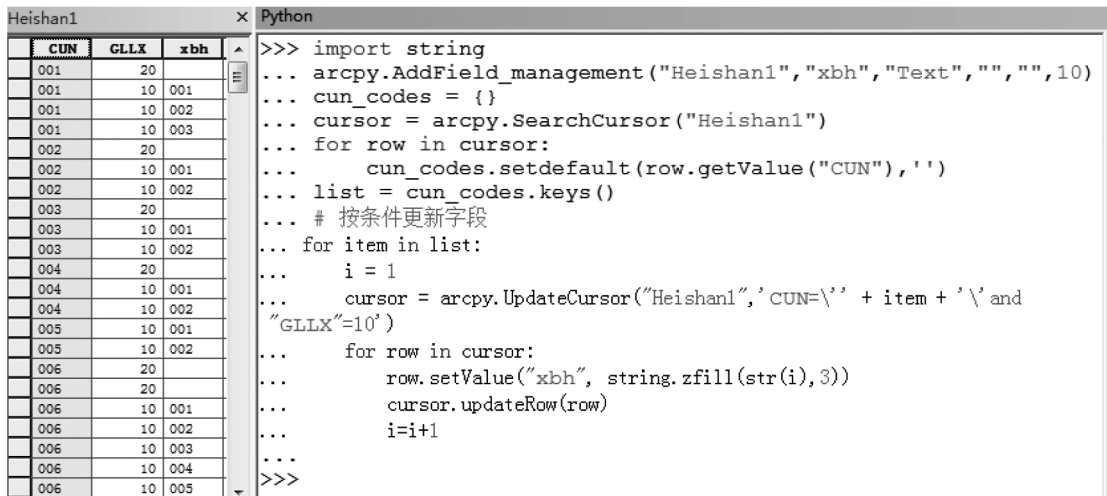 Heishan1 ×
CUN GLLX xbh
001 20
001 10 001
001 10 002
001 10 003
002 20
002 10 001
002 10 002
003 20
003 10 001
003 10 002
004 20
004 10 001
004 10 002
005 10 001
005 10 002
006 20
006 20
006 10 001
006 10 002
006 10 003
006 10 004
006 10 005
Python
>>> import string
... arcpy.AddField_management("Heishan1","xbh","Text","","",10)
... cun_codes = {}
... cursor = arcpy.SearchCursor("Heishan1")
... for row in cursor:
...     cun_codes.setdefault(row.getValue("CUN"),'')
... list = cun_codes.keys()
... # 按条件更新字段
... for item in list:
...     i = 1
...     cursor = arcpy.UpdateCursor("Heishan1",'CUN=\'' + item + '\'and
"GLLX"=10')
...     for row in cursor:
...         row.setValue("xbh", string.zfill(str(i),3))
...         cursor.updateRow(row)
...         i=i+1
...
>>>